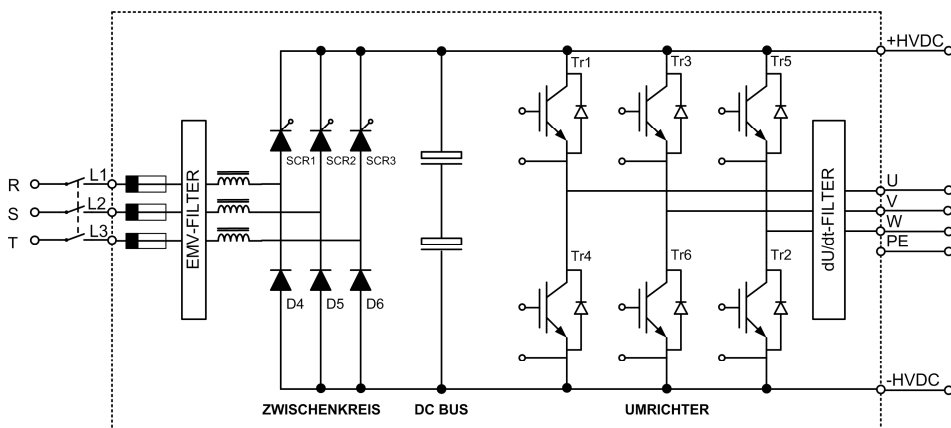 +HVDC
Tr1
Tr3
Tr5
SCR1
SCR2
SCR3
R
L1
S
L2
T
L3
EMV-FILTER
dU/dt-FILTER
U
V
W
PE
Tr4
Tr6
Tr2
D4
D5
D6
-HVDC
ZWISCHENKREIS
DC BUS
UMRICHTER